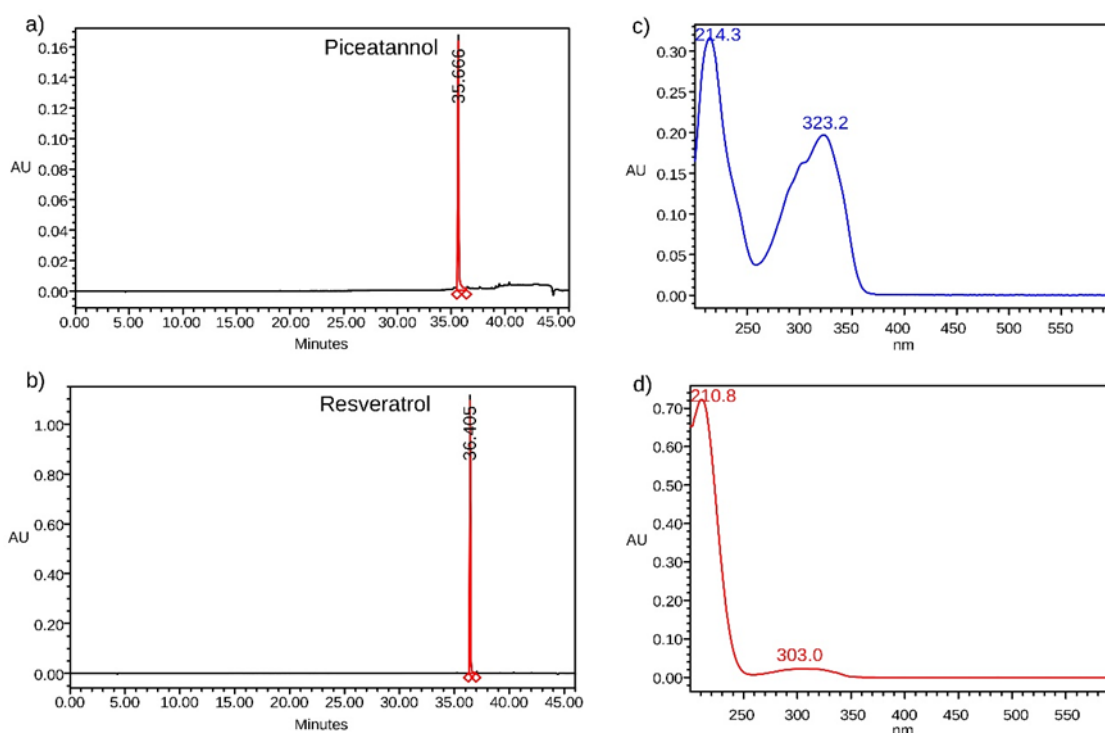 a)
Piceatannol
35.666
AU
0.16
0.14
0.12
0.10
0.08
0.06
0.04
0.02
0.00
0.00 5.00 10.00 15.00 20.00 25.00 30.00 35.00 40.00 45.00
Minutes
c)
214.3
323.2
AU
0.30
0.25
0.20
0.15
0.10
0.05
0.00
250 300 350 400 450 500 550
nm
b)
Resveratrol
36.405
AU
1.00
0.80
0.60
0.40
0.20
0.00
0.00 5.00 10.00 15.00 20.00 25.00 30.00 35.00 40.00 45.00
Minutes
d)
210.8
303.0
AU
0.70
0.60
0.50
0.40
0.30
0.20
0.10
0.00
250 300 350 400 450 500 550
nm